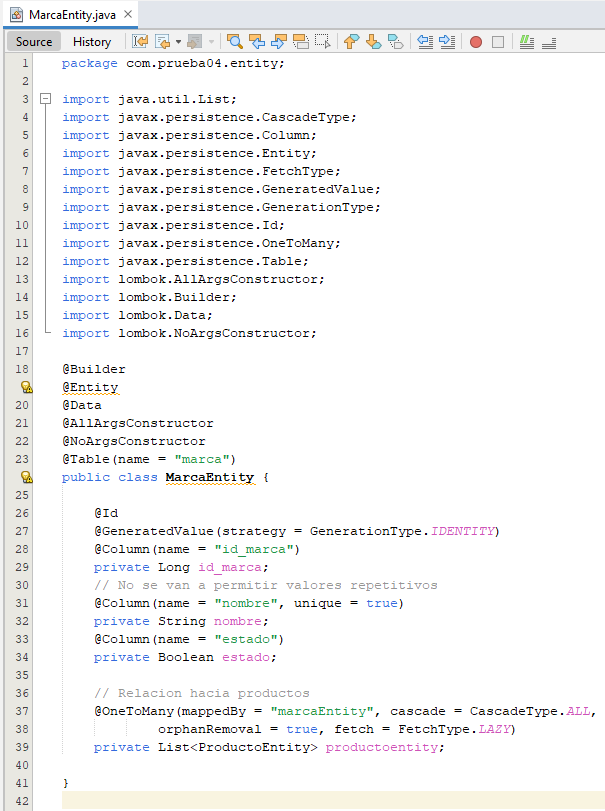 MarcaEntity.java
Source History
1 package com.prueba04.entity;
2
3 import java.util.List;
4 import javax.persistence.CascadeType;
5 import javax.persistence.Column;
6 import javax.persistence.Entity;
7 import javax.persistence.FetchType;
8 import javax.persistence.GeneratedValue;
9 import javax.persistence.GenerationType;
10 import javax.persistence.Id;
11 import javax.persistence.OneToMany;
12 import javax.persistence.Table;
13 import lombok.AllArgsConstructor;
14 import lombok.Builder;
15 import lombok.Data;
16 import lombok.NoArgsConstructor;
17
18 @Builder
@Entity
20 @Data
21 @AllArgsConstructor
22 @NoArgsConstructor
23 @Table(name = "marca")
public class MarcaEntity {
25
26 @Id
27 @GeneratedValue(strategy = GenerationType.IDENTITY)
28 @Column(name = "id_marca")
29 private Long id_marca;
30 // No se van a permitir valores repetitivos
31 @Column(name = "nombre", unique = true)
32 private String nombre;
33 @Column(name = "estado")
34 private Boolean estado;
35
36 // Relacion hacia productos
37 @OneToMany(mappedBy = "marcaEntity", cascade = CascadeType.ALL,
38 orphanRemoval = true, fetch = FetchType.LAZY)
39 private List<ProductoEntity> productoentity;
40
41 }
42